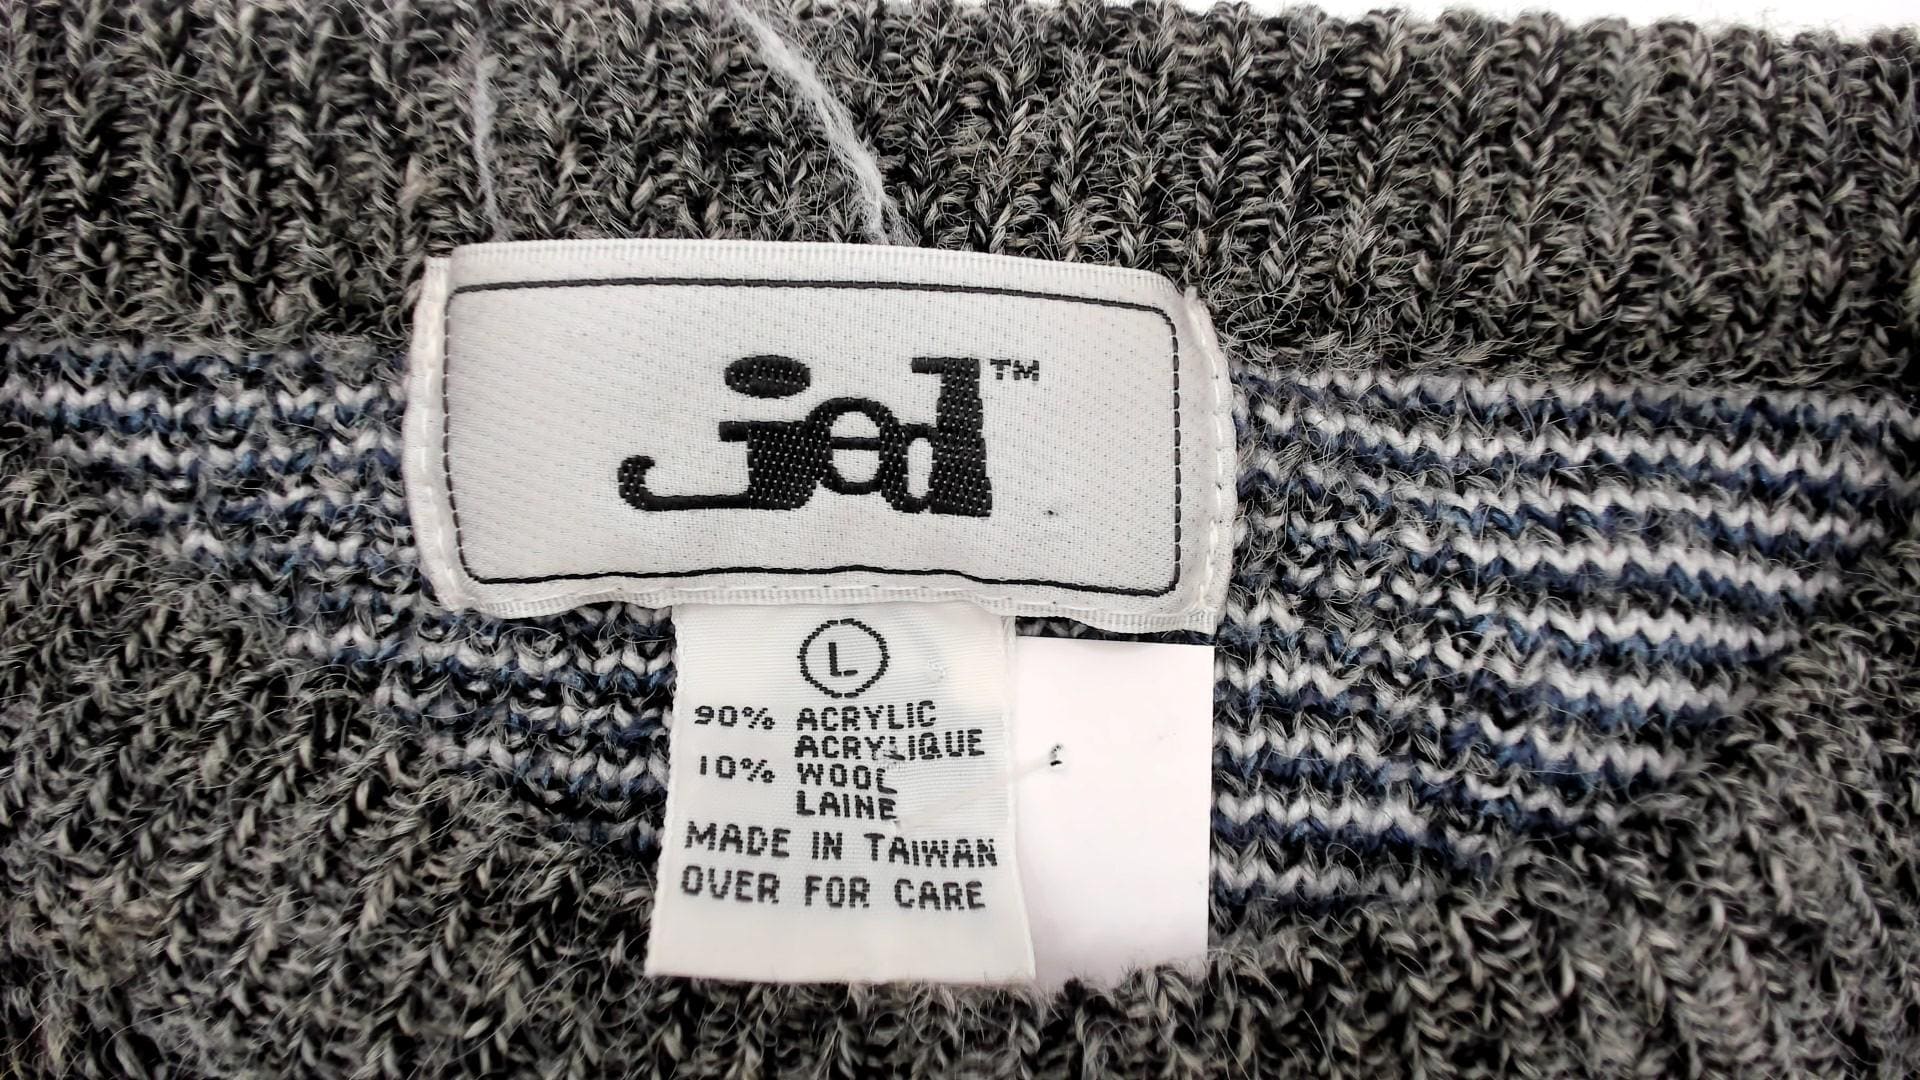 jed™
L
90% ACRYLIC
ACRYLIQUE
10% WOOL
LAINE
MADE IN TAIWAN
OVER FOR CARE